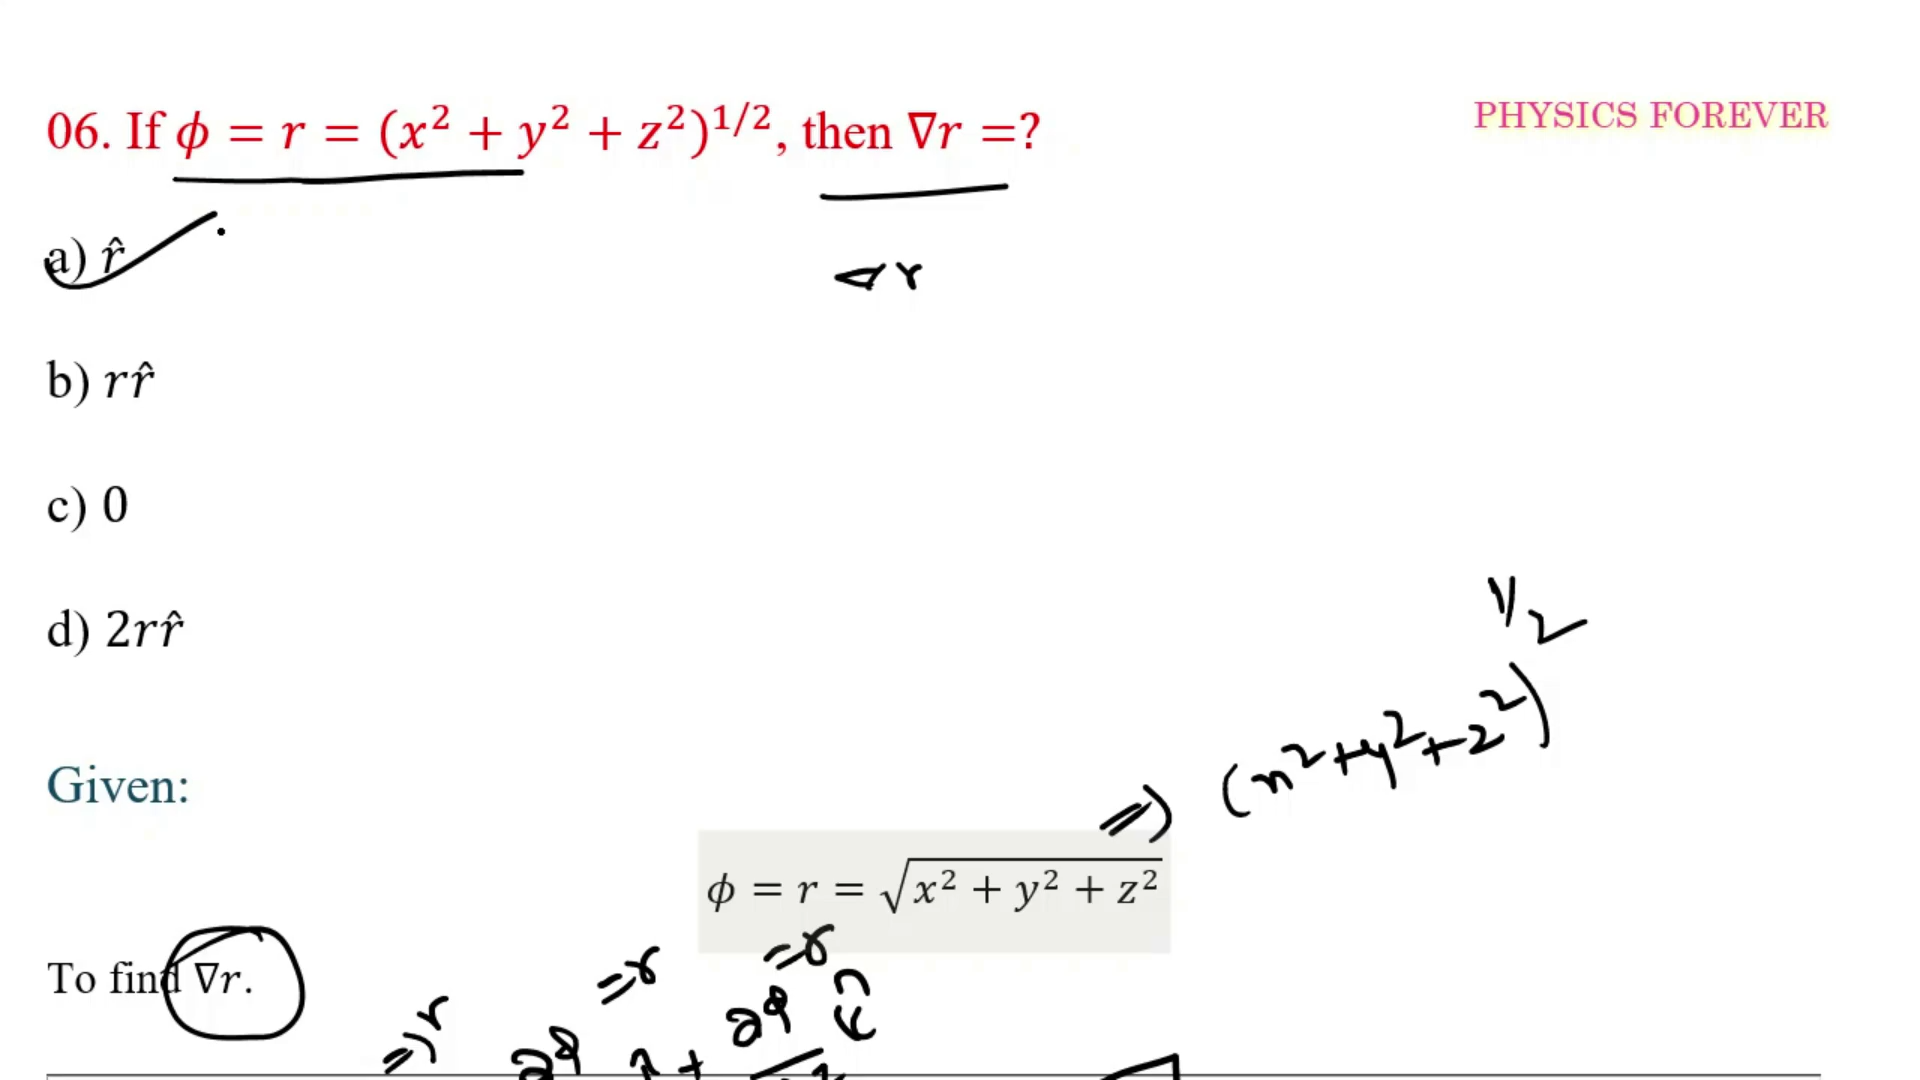 06. If ϕ = r = (x² + y² + z²)^1/2, then ∇r =?
PHYSICS FOREVER
a) r̂
∇r
b) rr̂
c) 0
d) 2rr̂
Given:
⇒ (x²+y²+z²)^1/2
ϕ = r = √x² + y² + z²
To find ∇r.
⇒r
=r
=r